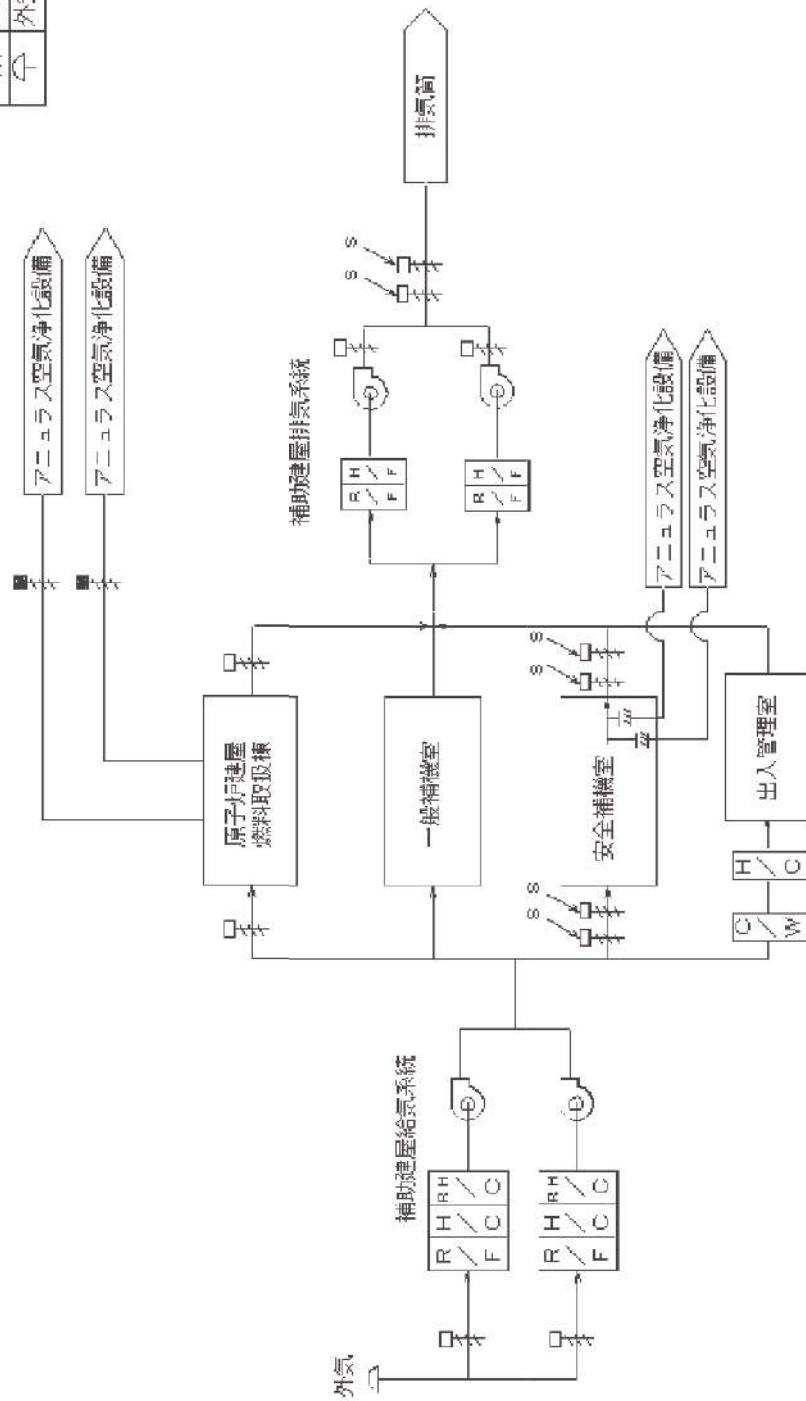 外気
補助建屋給気系統
R/F H/C RH/C
R/F H/C RH/C
原子炉建屋
燃料取扱棟
一般補機室
S S
安全補機室
S S
C/W H/C
出入管理室
アニュラス空気浄化設備
アニュラス空気浄化設備
補助建屋排気系統
R/F H/F
R/F H/F
S S
排気筒
アニュラス空気浄化設備
アニュラス空気浄化設備